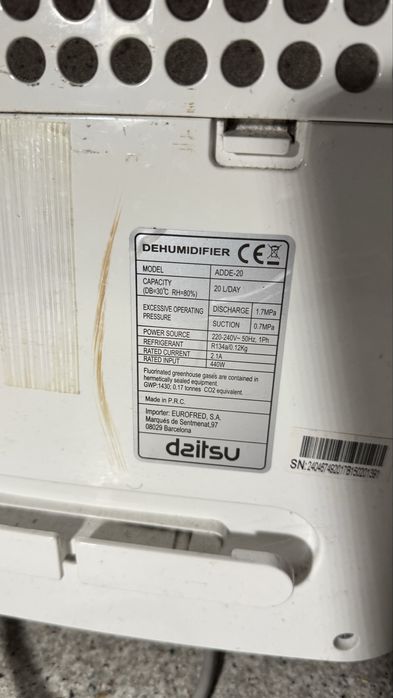 DEHUMIDIFIER CE
MODEL ADDE-20
CAPACITY
(DB=30℃ RH=80%) 20 L/DAY
EXCESSIVE OPERATING
PRESSURE
DISCHARGE 1.7MPa
SUCTION 0.7MPa
POWER SOURCE 220-240V~ 50Hz, 1Ph
REFRIGERANT R134a/0.12Kg
RATED CURRENT 2.1A
RATED INPUT 440W
Fluorinated greenhouse gases are contained in
hermetically sealed equipment.
GWP:1430; 0.17 tonnes CO2 equivalent.
Made in P.R.C.
Importer: EUROFRED, S.A.
Marqués de Sentmenat,97
08029 Barcelona
daitsu